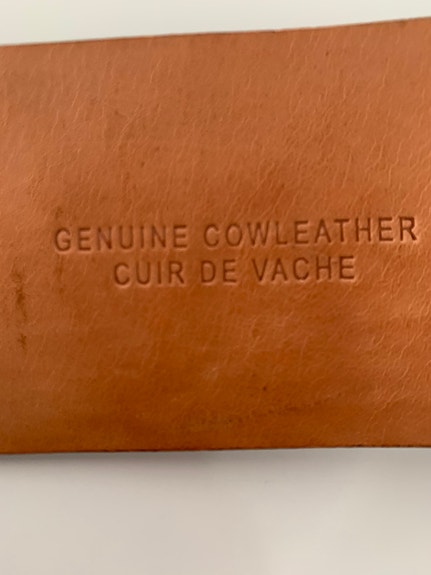 GENUINE COWLEATHER
CUIR DE VACHE